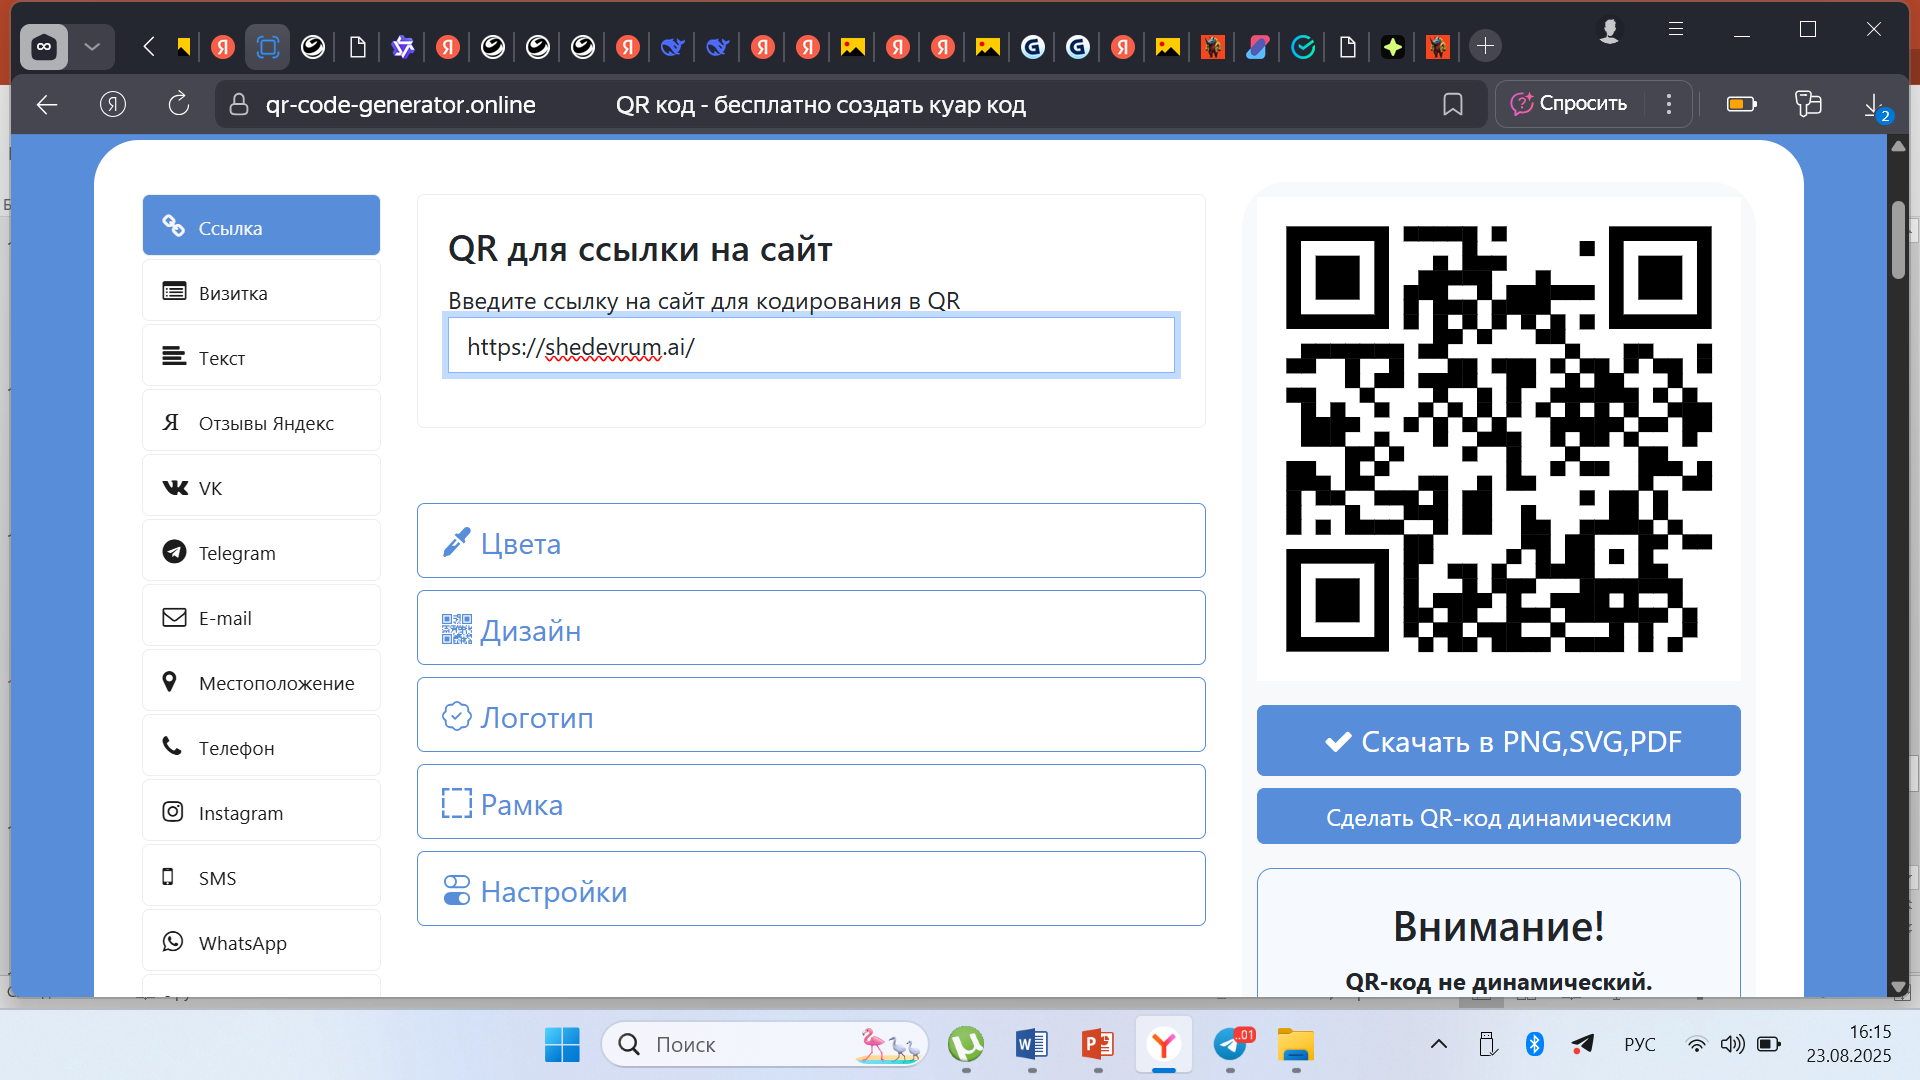 qr-code-generator.online
QR код - бесплатно создать куар код
Спросить
2
Ссылка
Визитка
Текст
Отзывы Яндекс
VK
Telegram
E-mail
Местоположение
Телефон
Instagram
SMS
WhatsApp
QR для ссылки на сайт
Введите ссылку на сайт для кодирования в QR
https://shedevrum.ai/
Цвета
Дизайн
Логотип
Рамка
Настройки
Скачать в PNG,SVG,PDF
Сделать QR-код динамическим
Внимание!
QR-код не динамический.
Поиск
..01
РУС
16:15
23.08.2025